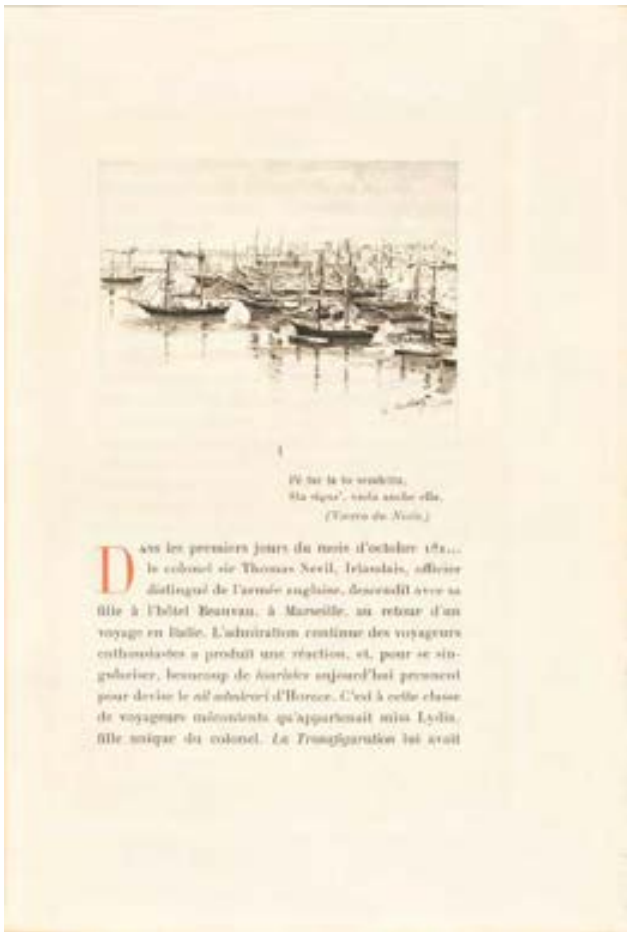 I
Pè far la to vendetta,
Sta sigur', vasta anche ella.
(Vocero du Niolo.)
DANS les premiers jours du mois d'octobre 181...
le colonel sir Thomas Nevil, Irlandais, officier
distingué de l'armée anglaise, descendit avec sa
fille à l'hôtel Beauvau, à Marseille, au retour d'un
voyage en Italie. L'admiration continue des voyageurs
enthousiastes a produit une réaction, et, pour se sin-
gulariser, beaucoup de touristes aujourd'hui prennent
pour devise le nil admirari d'Horace. C'est à cette classe
de voyageurs mécontents qu'appartenait miss Lydia,
fille unique du colonel. La Transfiguration lui avait